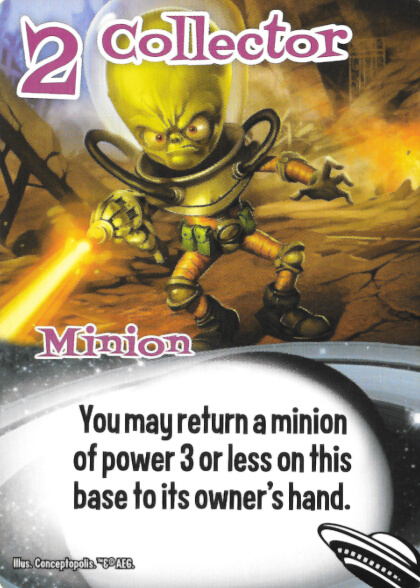 2 Collector
Minion
You may return a minion
of power 3 or less on this
base to its owner's hand.
Illus. Conceptopolis. ™&©AEG.